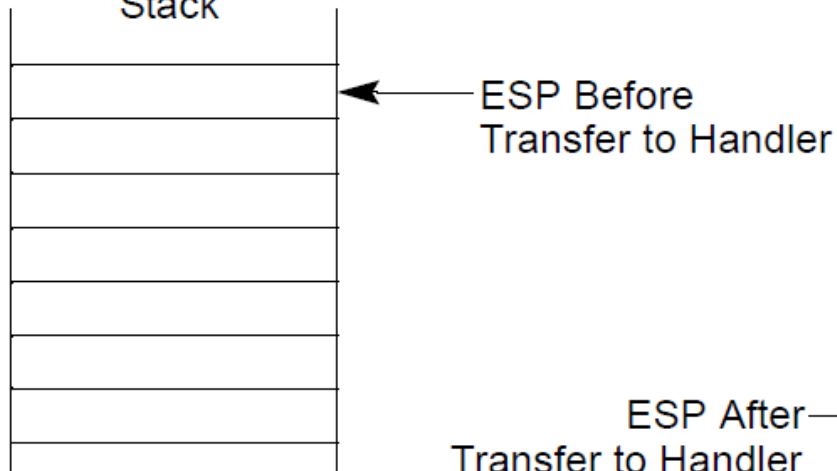 Stack
ESP Before
Transfer to Handler
ESP After
Transfer to Handler